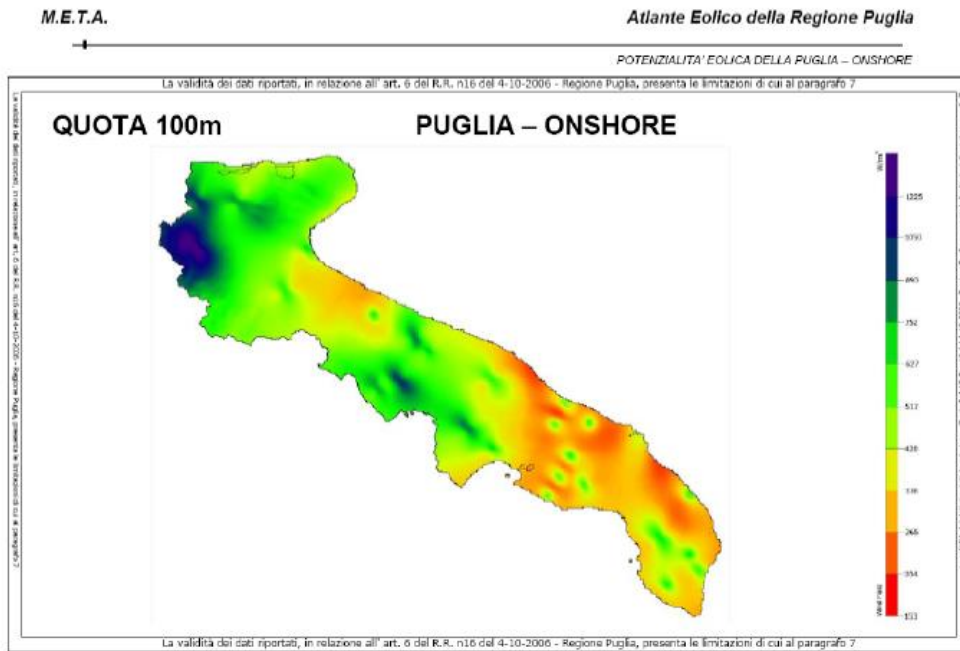 M.E.T.A.
Atlante Eolico della Regione Puglia
POTENZIALITA' EOLICA DELLA PUGLIA – ONSHORE
La validità dei dati riportati, in relazione all' art. 6 del R.R. n16 del 4-10-2006 - Regione Puglia, presenta le limitazioni di cui al paragrafo 7
QUOTA 100m
PUGLIA – ONSHORE
W/m²
1225
890
752
627
517
265
153
La validità dei dati riportati, in relazione all' art. 6 del R.R. n16 del 4-10-2006 - Regione Puglia, presenta le limitazioni di cui al paragrafo 7